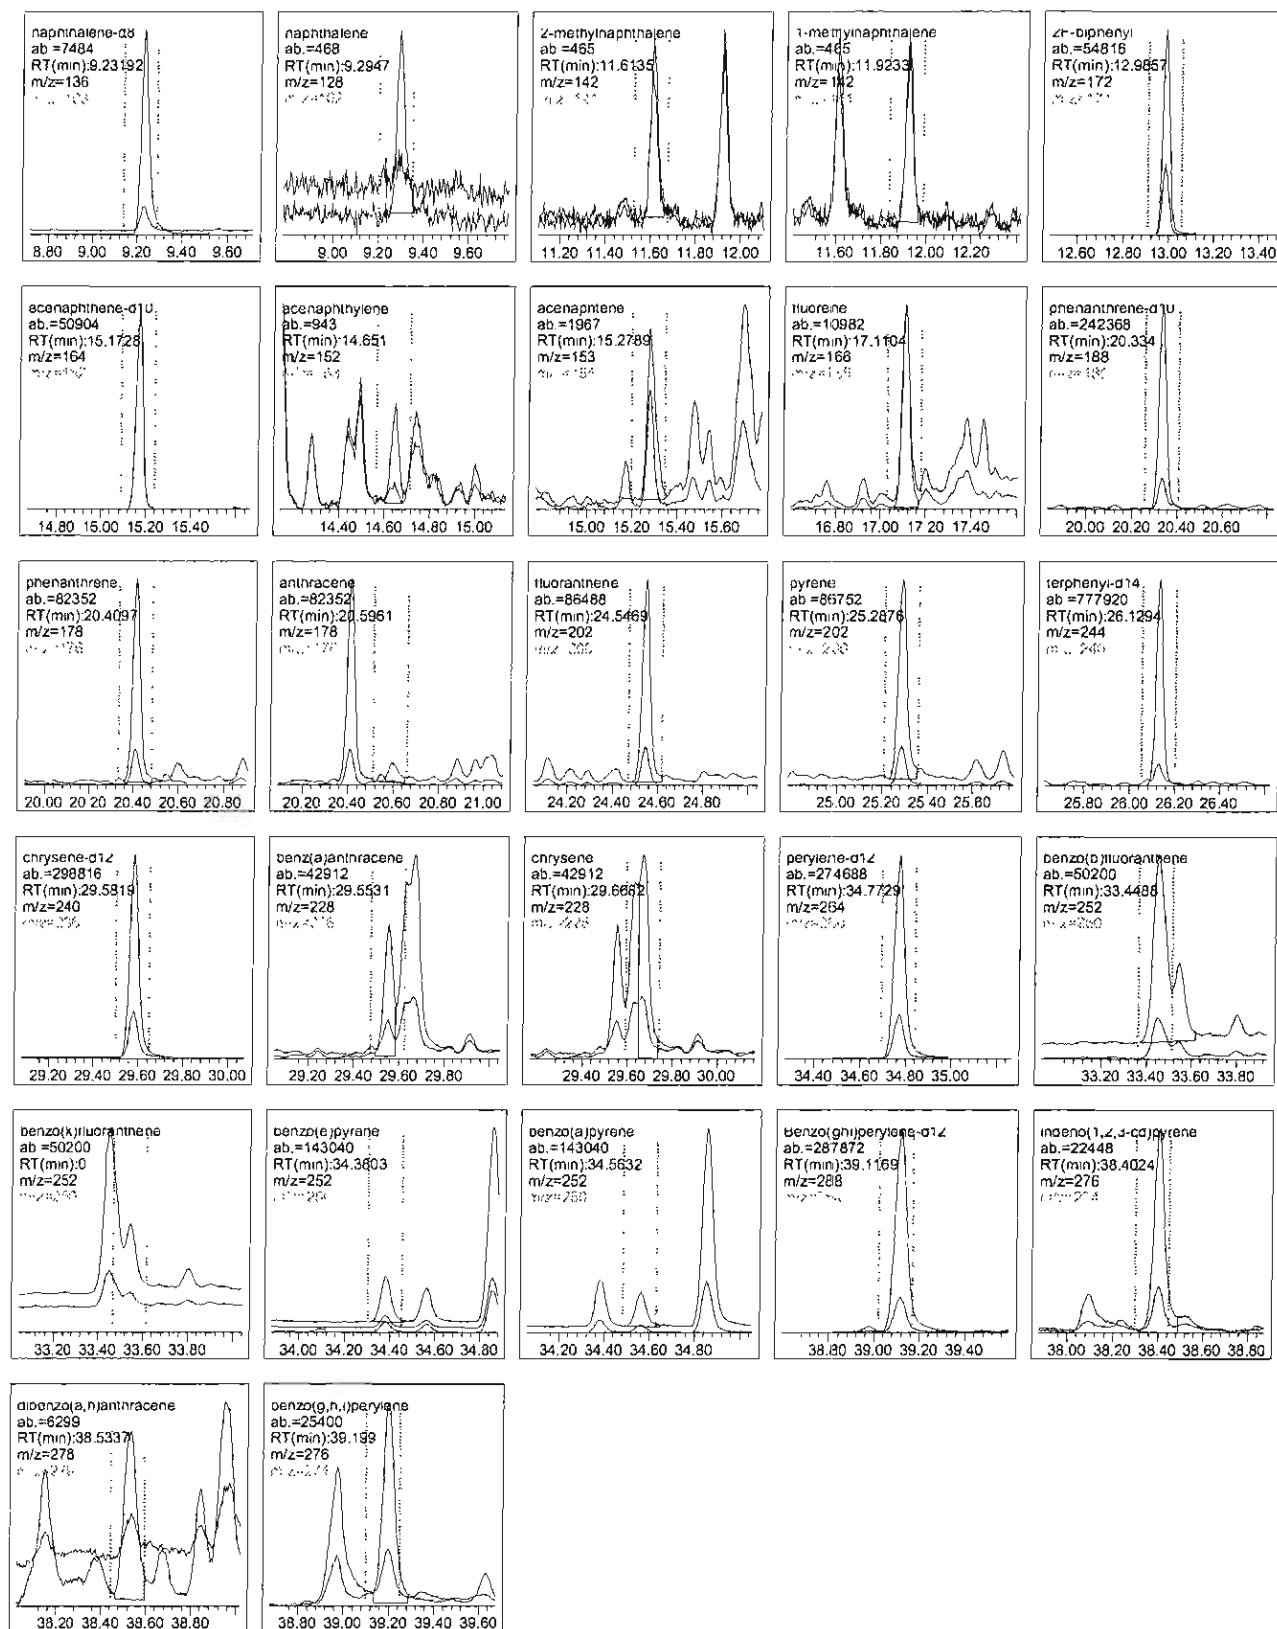 naphthalene-d8
ab =7484
RT(min):9.23192
m/z=136
8.80 9.00 9.20 9.40 9.60
naphthalene
ab.=468
RT(min):9.2947
m/z=128
9.00 9.20 9.40 9.60
2-methylnaphthalene
ab =465
RT(min):11.6135
m/z=142
11.20 11.40 11.60 11.80 12.00
1-methylnaphthalene
ab =465
RT(min):11.9233
m/z=142
11.60 11.80 12.00 12.20
2F-biphenyl
ab =54816
RT(min):12.9857
m/z=172
12.60 12.80 13.00 13.20 13.40
acenaphthene-d10
ab.=50904
RT(min):15.1728
m/z=164
14.80 15.00 15.20 15.40
acenaphthylene
ab.=943
RT(min):14.651
m/z=152
14.40 14.60 14.80 15.00
acenaphtene
ab.=1967
RT(min):15.2789
m/z=153
15.00 15.20 15.40 15.60
fluoreine
ab =10982
RT(min):17.1104
m/z=166
16.80 17.00 17.20 17.40
phenanthrene-d10
ab.=242368
RT(min):20.334
m/z=188
20.00 20.20 20.40 20.60 20.80
phenanthrene
ab.=82352
RT(min):20.4097
m/z=178
20.00 20 20 20.40 20.60 20.80
anthracene
ab.=82352
RT(min):20.5961
m/z=178
20.20 20.40 20.60 20.80 21.00
fluoranthene
ab.=86488
RT(min):24.5469
m/z=202
24.20 24.40 24.60 24.80
pyrene
ab =86752
RT(min):25.2876
m/z=202
25.00 25.20 25.40 25.60
terphenyl-d14
ab =777920
RT(min):26.1294
m/z=244
25.80 26.00 26.20 26.40
chrysene-d12
ab =298816
RT(min):29.5819
m/z=240
29.20 29.40 29.60 29.80 30.00
benz(a)anthracene
ab.=42912
RT(min):29.5531
m/z=228
29.20 29.40 29.60 29.80
chrysene
ab.=42912
RT(min):29.6662
m/z=228
29.40 29.60 29.80 30.00
perylene-d12
ab.=274688
RT(min):34.7729
m/z=264
34.40 34.60 34.80 35.00
benzo(b)fluoranthene
ab.=50200
RT(min):33.4488
m/z=252
33.20 33.40 33.60 33.80
benzo(k)fluoranthene
ab =50200
RT(min):0
m/z=252
33.20 33.40 33.60 33.80
benzo(e)pyrane
ab =143040
RT(min):34.3803
m/z=252
34.00 34.20 34.40 34.60 34.80
benzo(a)pyrene
ab.=143040
RT(min):34.5632
m/z=252
34.20 34.40 34.60 34.80 35.00
Benzo(ghi)perylene-d12
ab =287872
RT(min):39.1169
m/z=288
38.80 39.00 39.20 39.40
Indeno(1,2,3-cd)pyrene
ab.=22448
RT(min):38.4024
m/z=276
38.00 38.20 38.40 38.60 38.80
dibenzo(a,h)anthracene
ab.=6299
RT(min):38.5337
m/z=278
38.20 38.40 38.60 38.80
benzo(g,h,i)perylene
ab.=25400
RT(min):39.199
m/z=276
38.80 39.00 39.20 39.40 39.60